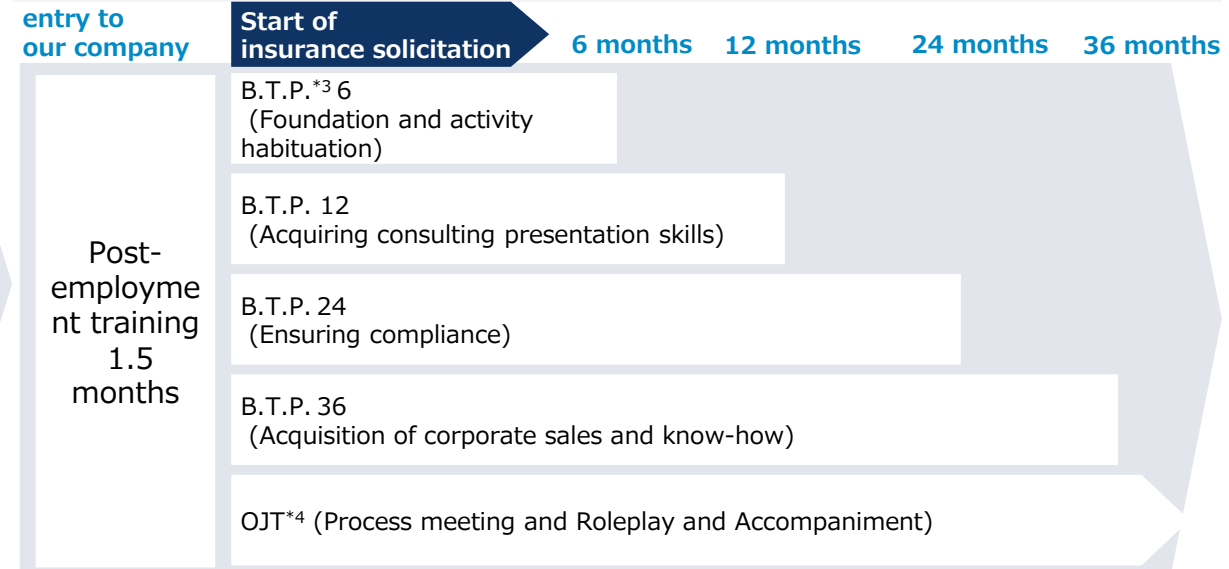 entry to
our company
Start of
insurance solicitation
6 months
12 months
24 months
36 months
Post-
employme
nt training
1.5
months
B.T.P.*3 6
(Foundation and activity
habituation)
B.T.P. 12
(Acquiring consulting presentation skills)
B.T.P. 24
(Ensuring compliance)
B.T.P. 36
(Acquisition of corporate sales and know-how)
OJT*4 (Process meeting and Roleplay and Accompaniment)